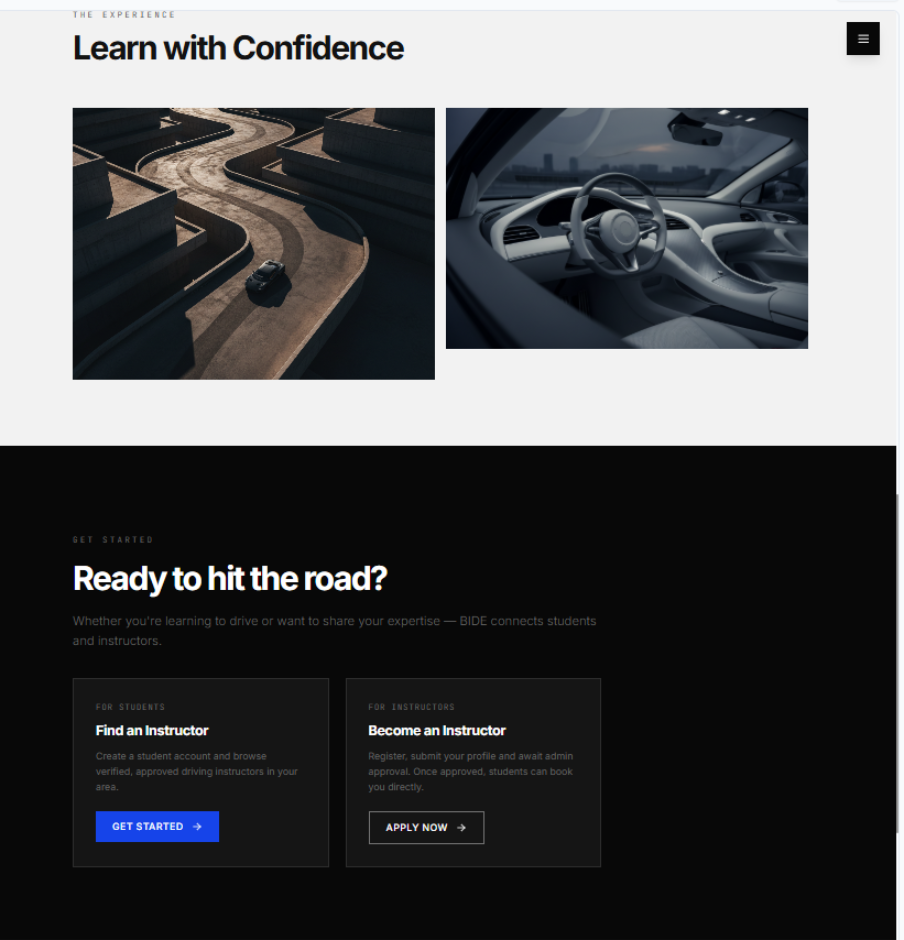 THE EXPERIENCE
Learn with Confidence
GET STARTED
Ready to hit the road?
Whether you're learning to drive or want to share your expertise — BIDE connects students
and instructors.
FOR STUDENTS
Find an Instructor
Create a student account and browse
verified, approved driving instructors in your
area.
GET STARTED →
FOR INSTRUCTORS
Become an Instructor
Register, submit your profile and await admin
approval. Once approved, students can book
you directly.
APPLY NOW →